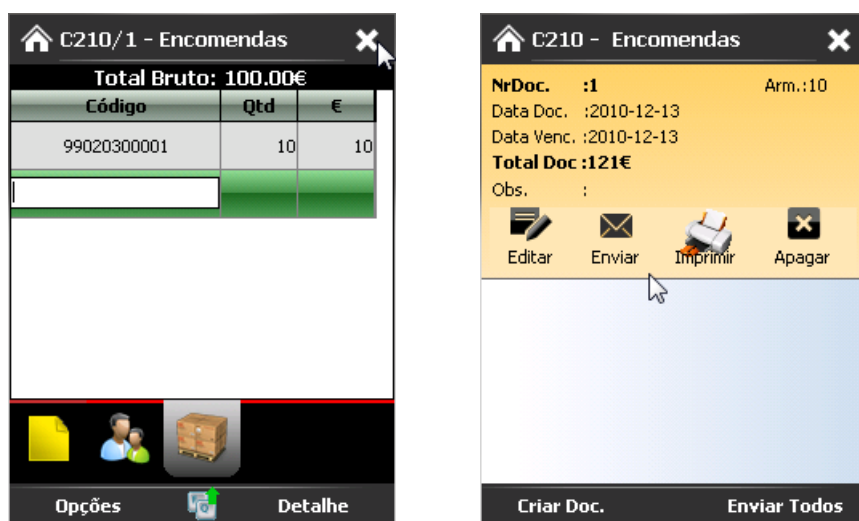 C210/1 - Encomendas
Total Bruto: 100.00€
Código Qtd €
99020300001 10 10
Opções Detalhe
C210 - Encomendas
NrDoc. :1 Arm.:10
Data Doc. :2010-12-13
Data Venc. :2010-12-13
Total Doc :121€
Obs. :
Editar Enviar Imprimir Apagar
Criar Doc. Enviar Todos